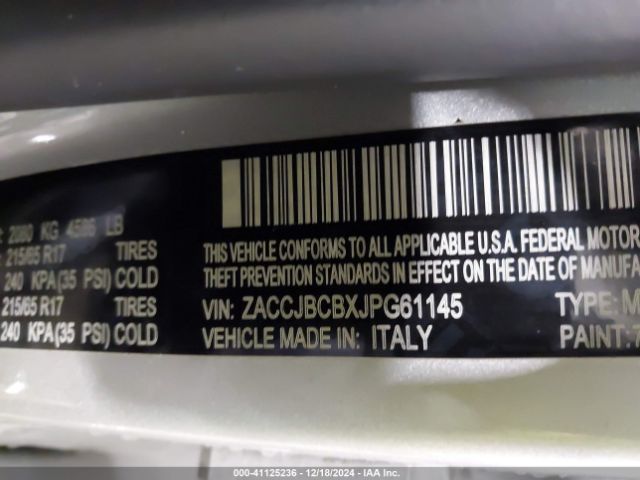 2080 KG 4586 LB
215/65 R17 TIRES
240 KPA(35 PSI) COLD
215/65 R17 TIRES
240 KPA(35 PSI) COLD
THIS VEHICLE CONFORMS TO ALL APPLICABLE U.S.A. FEDERAL MOTOR
THEFT PREVENTION STANDARDS IN EFFECT ON THE DATE OF MANUFA
VIN: ZACCJBCBXJPG61145 TYPE:M
VEHICLE MADE IN: ITALY PAINT:7
000-41125236 - 12/18/2024 - IAA Inc.